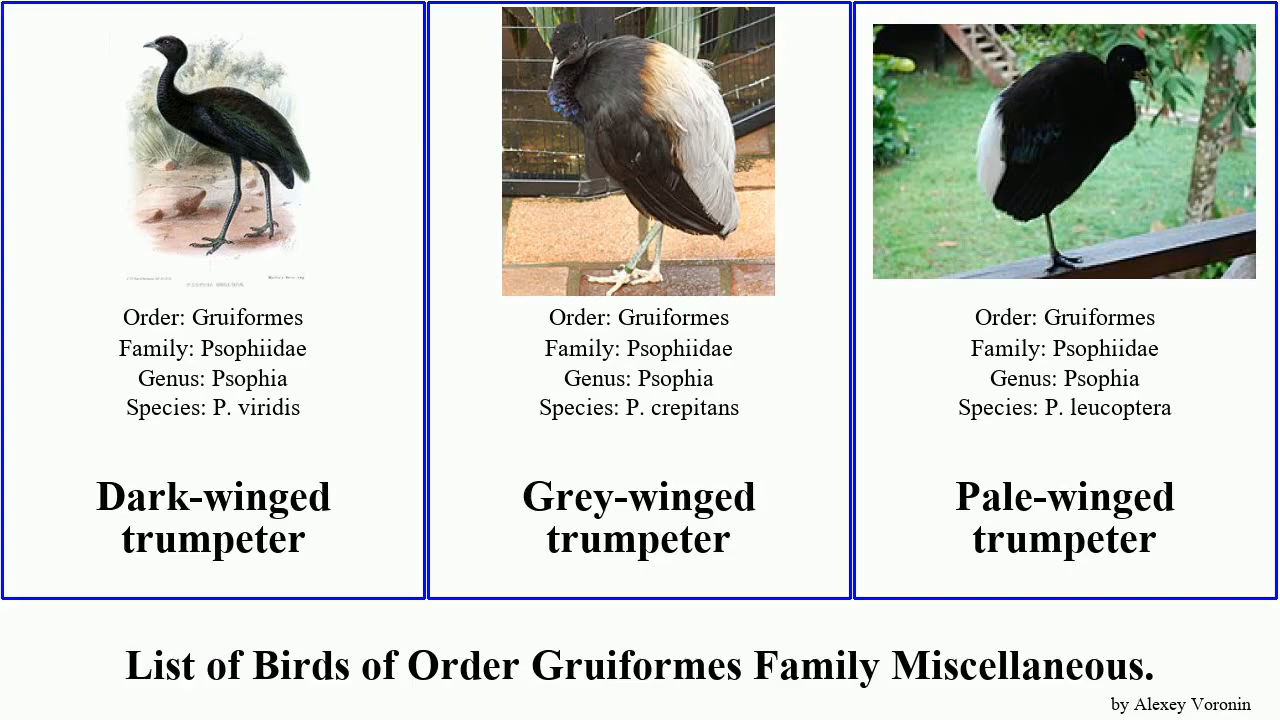 Order: Gruiformes
Family: Psophiidae
Genus: Psophia
Species: P. viridis
Dark-winged
trumpeter
Order: Gruiformes
Family: Psophiidae
Genus: Psophia
Species: P. crepitans
Grey-winged
trumpeter
Order: Gruiformes
Family: Psophiidae
Genus: Psophia
Species: P. leucoptera
Pale-winged
trumpeter
List of Birds of Order Gruiformes Family Miscellaneous.
by Alexey Voronin